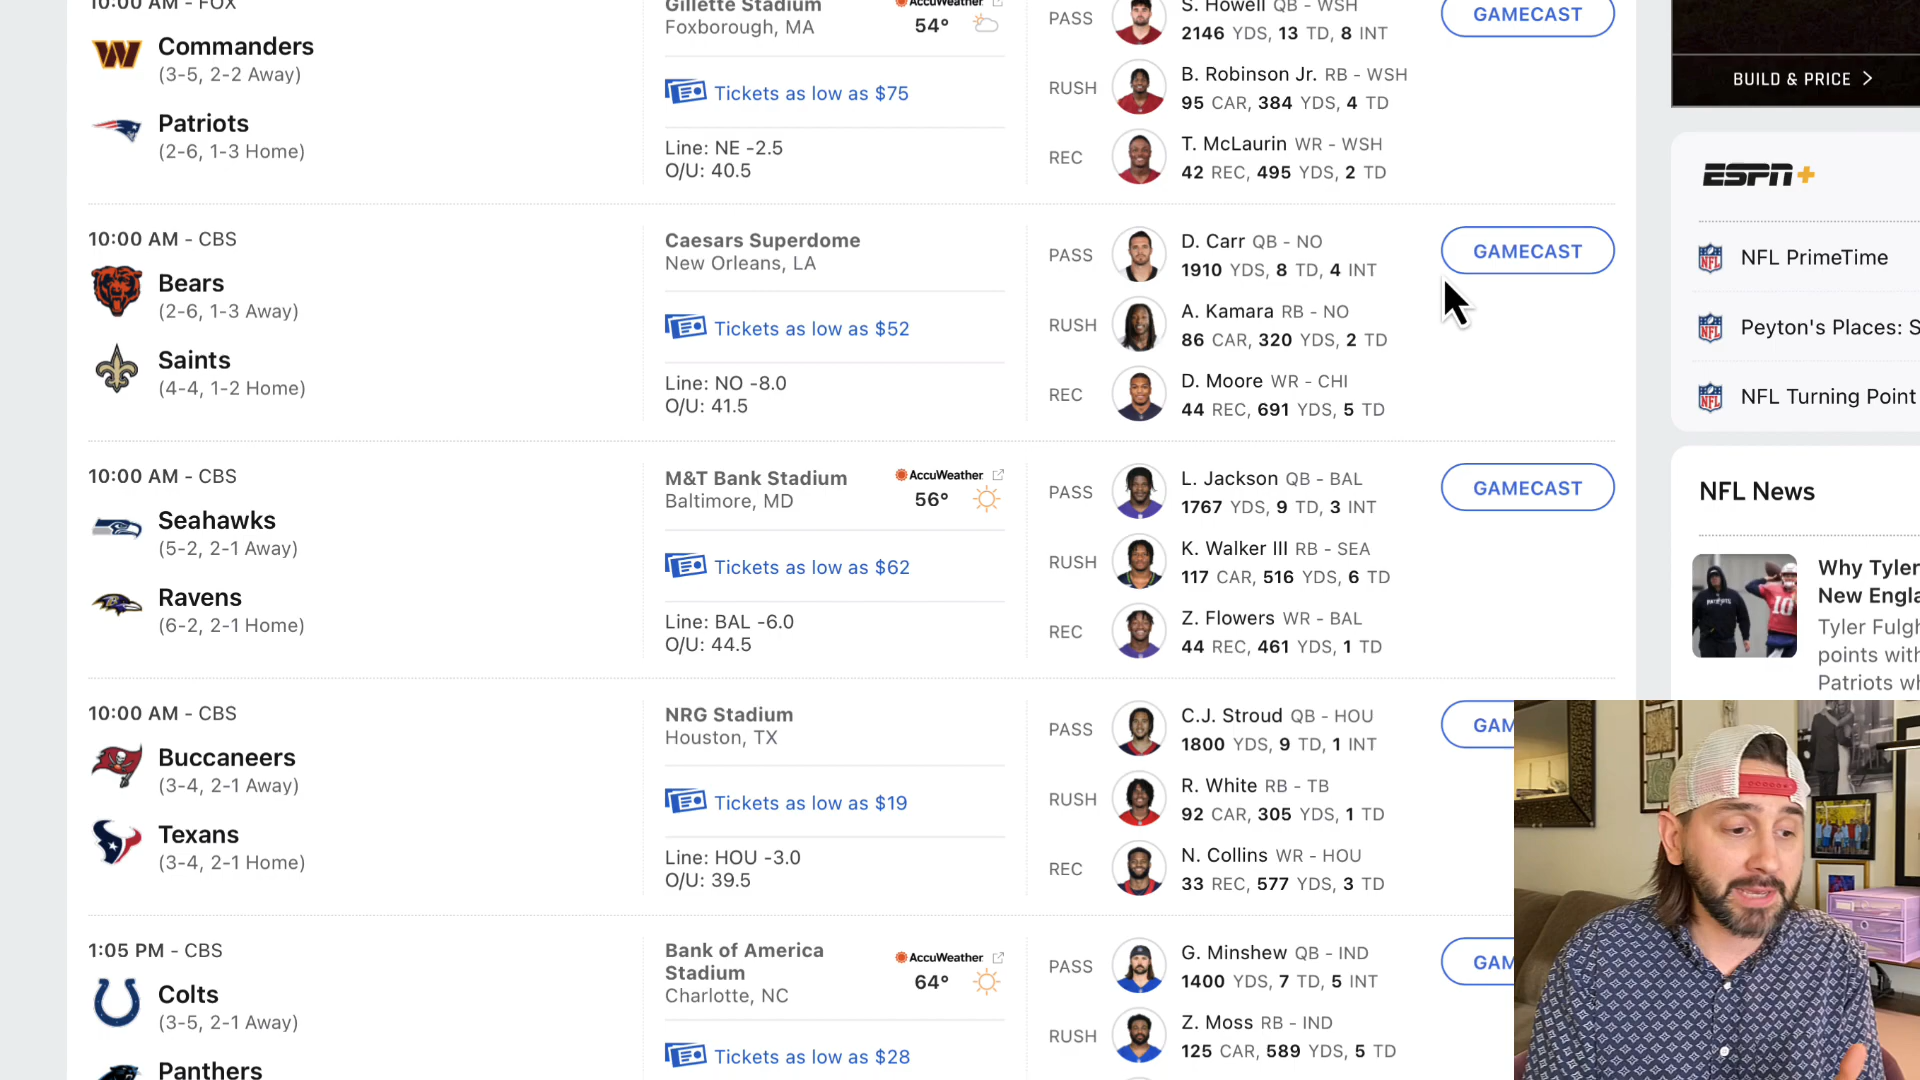 10:00 AM - FOX
Commanders
(3-5, 2-2 Away)
Patriots
(2-6, 1-3 Home)
Gillette Stadium
Foxborough, MA
AccuWeather
54°
Tickets as low as $75
Line: NE -2.5
O/U: 40.5
PASS
S. Howell QB - WSH
2146 YDS, 13 TD, 8 INT
RUSH
B. Robinson Jr. RB - WSH
95 CAR, 384 YDS, 4 TD
REC
T. McLaurin WR - WSH
42 REC, 495 YDS, 2 TD
GAMECAST
10:00 AM - CBS
Bears
(2-6, 1-3 Away)
Saints
(4-4, 1-2 Home)
Caesars Superdome
New Orleans, LA
Tickets as low as $52
Line: NO -8.0
O/U: 41.5
PASS
D. Carr QB - NO
1910 YDS, 8 TD, 4 INT
RUSH
A. Kamara RB - NO
86 CAR, 320 YDS, 2 TD
REC
D. Moore WR - CHI
44 REC, 691 YDS, 5 TD
GAMECAST
10:00 AM - CBS
Seahawks
(5-2, 2-1 Away)
Ravens
(6-2, 2-1 Home)
M&T Bank Stadium
Baltimore, MD
AccuWeather
56°
Tickets as low as $62
Line: BAL -6.0
O/U: 44.5
PASS
L. Jackson QB - BAL
1767 YDS, 9 TD, 3 INT
RUSH
K. Walker III RB - SEA
117 CAR, 516 YDS, 6 TD
REC
Z. Flowers WR - BAL
44 REC, 461 YDS, 1 TD
GAMECAST
10:00 AM - CBS
Buccaneers
(3-4, 2-1 Away)
Texans
(3-4, 2-1 Home)
NRG Stadium
Houston, TX
Tickets as low as $19
Line: HOU -3.0
O/U: 39.5
PASS
C.J. Stroud QB - HOU
1800 YDS, 9 TD, 1 INT
RUSH
R. White RB - TB
92 CAR, 305 YDS, 1 TD
REC
N. Collins WR - HOU
33 REC, 577 YDS, 3 TD
GAM
1:05 PM - CBS
Colts
(3-5, 2-1 Away)
Panthers
Bank of America
Stadium
Charlotte, NC
AccuWeather
64°
Tickets as low as $28
PASS
G. Minshew QB - IND
1400 YDS, 7 TD, 5 INT
RUSH
Z. Moss RB - IND
125 CAR, 589 YDS, 5 TD
GAM
BUILD & PRICE
ESPN+
NFL PrimeTime
Peyton's Places: S
NFL Turning Point
NFL News
Why Tyler
New Engla
Tyler Fulgh
points with
Patriots wh